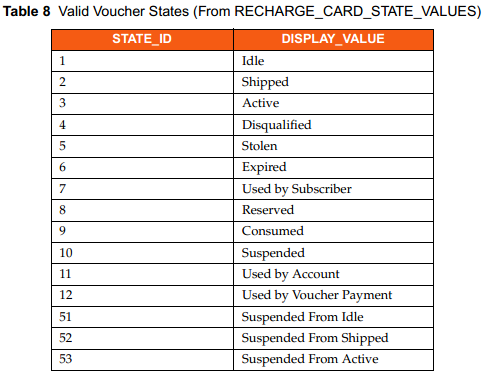 Table 8 Valid Voucher States (From RECHARGE_CARD_STATE_VALUES)
STATE_ID DISPLAY_VALUE
1 Idle
2 Shipped
3 Active
4 Disqualified
5 Stolen
6 Expired
7 Used by Subscriber
8 Reserved
9 Consumed
10 Suspended
11 Used by Account
12 Used by Voucher Payment
51 Suspended From Idle
52 Suspended From Shipped
53 Suspended From Active